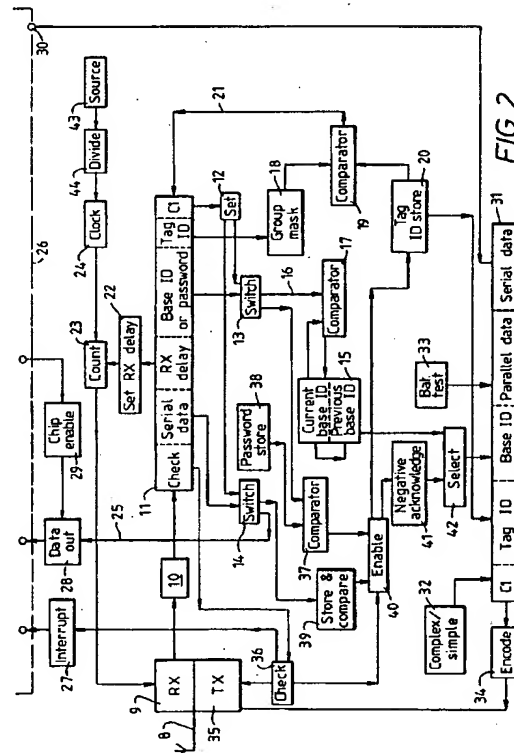 26
30
Source
43
Divide
44
Clock
24
Count
23
Chip enable
29
Data out
28
Interrupt
27
25
Set RX delay
22
21
RX
TX
9
8
35
10
11
Check
Serial data
RX delay
Base ID or password
Tag ID
C1
Set
12
Switch
13
Switch
14
16
Group mask
18
Comparator
19
Tag ID store
20
Comparator
17
Current base ID
Previous base ID
15
Password store
38
Comparator
37
Store & compare
39
Check
36
Enable
40
Negative acknowledge
41
Select
42
Bat. test
33
Complex/simple
32
Encode
34
C1
Tag ID
Base ID
Parallel data
Serial data
31
FIG. 2